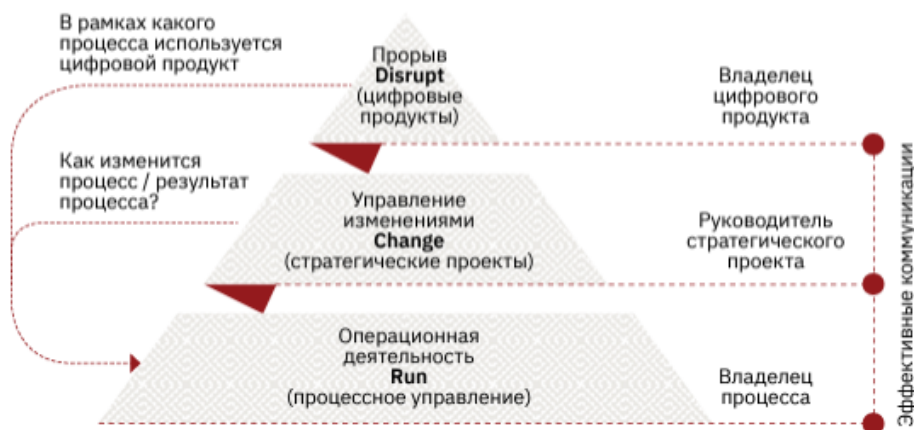 В рамках какого
процесса используется
цифровой продукт
Прорыв
Disrupt
(цифровые
продукты)
Владелец
цифрового
продукта
Как изменится
процесс / результат
процесса?
Управление
изменениями
Change
(стратегические проекты)
Руководитель
стратегического
проекта
Операционная
деятельность
Run
(процессное управление)
Владелец
процесса
Эффективные коммуникации